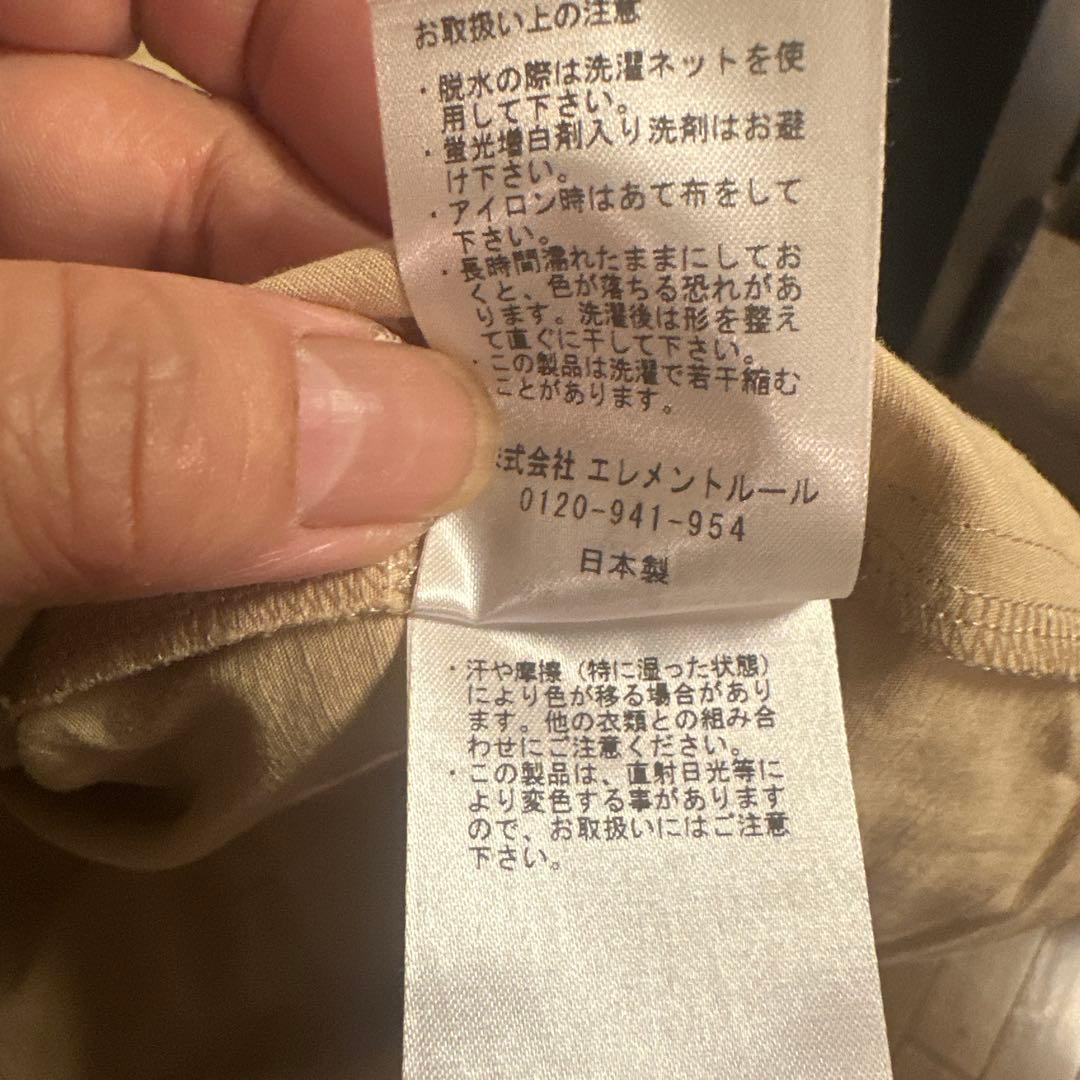 お取扱い上の注意
・脱水の際は洗濯ネットを使
用して下さい。
・蛍光増白剤入り洗剤はお避
け下さい。
・アイロン時はあて布をして
下さい。
・長時間濡れたままにしてお
くと、色が落ちる恐れがあ
ります。洗濯後は形を整え
て直ぐに干して下さい。
・この製品は洗濯で若干縮む
ことがあります。
式会社 エレメントルール
0120-941-954
日本製
・汗や摩擦（特に湿った状態）
により色が移る場合があり
ます。他の衣類との組み合
わせにご注意ください。
・この製品は、直射日光等に
より変色する事があります
ので、お取扱いにはご注意
下さい。